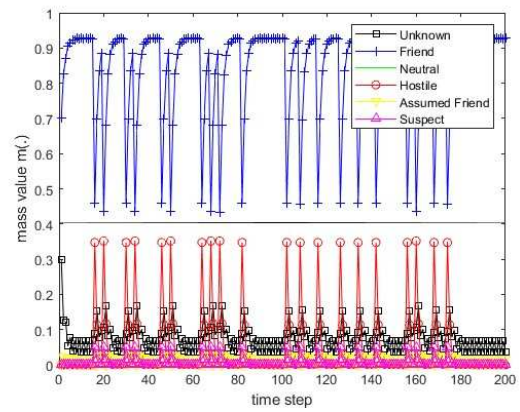 1
0.9
0.8
0.7
0.6
0.5
0.4
0.3
0.2
0.1
0
mass value m(.)
Unknown
Friend
Neutral
Hostile
Assumed Friend
Suspect
0 20 40 60 80 100 120 140 160 180 200
time step